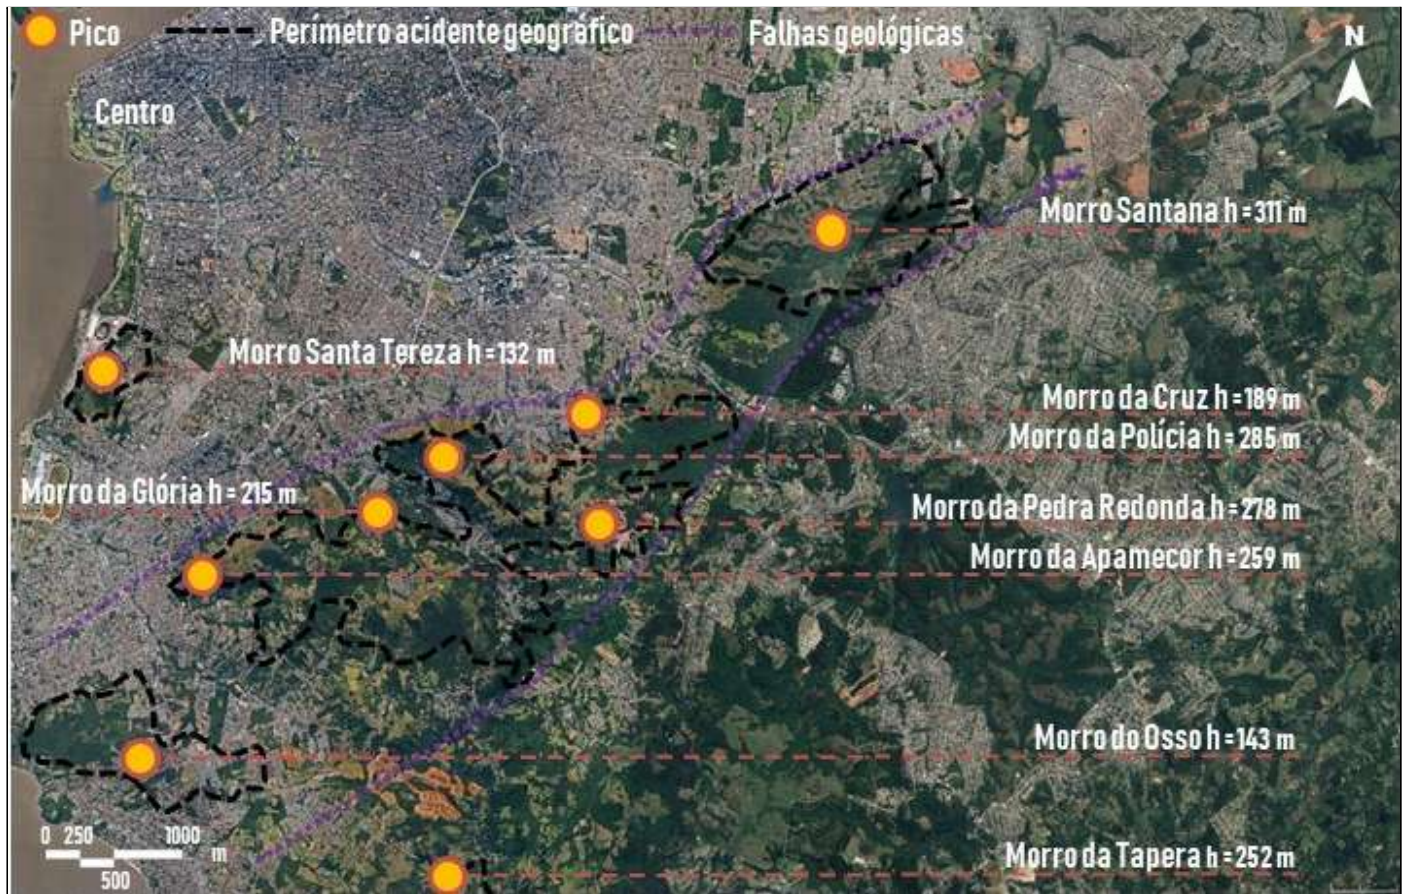 Pico
Perímetro acidente geográfico
Falhas geológicas
N
Centro
Morro Santana h = 311 m
Morro Santa Tereza h = 132 m
Morro da Cruz h = 189 m
Morro da Polícia h = 285 m
Morro da Glória h = 215 m
Morro da Pedra Redonda h = 278 m
Morro da Apamecor h = 259 m
Morro do Osso h = 143 m
0 250 1000
m
500
Morro da Tapera h = 252 m